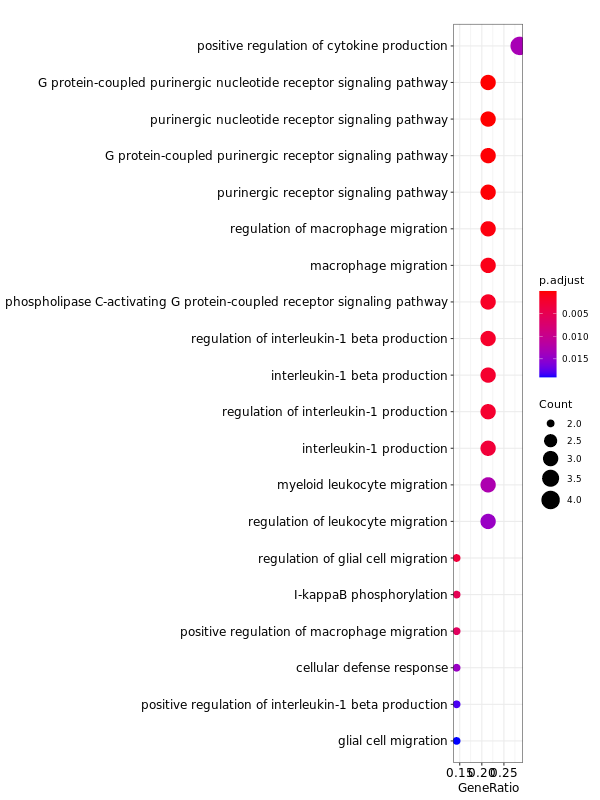 positive regulation of cytokine production
G protein-coupled purinergic nucleotide receptor signaling pathway
purinergic nucleotide receptor signaling pathway
G protein-coupled purinergic receptor signaling pathway
purinergic receptor signaling pathway
regulation of macrophage migration
macrophage migration
phospholipase C-activating G protein-coupled receptor signaling pathway
regulation of interleukin-1 beta production
interleukin-1 beta production
regulation of interleukin-1 production
interleukin-1 production
myeloid leukocyte migration
regulation of leukocyte migration
regulation of glial cell migration
I-kappaB phosphorylation
positive regulation of macrophage migration
cellular defense response
positive regulation of interleukin-1 beta production
glial cell migration
0.15 0.20 0.25
GeneRatio
p.adjust
0.005
0.010
0.015
Count
2.0
2.5
3.0
3.5
4.0